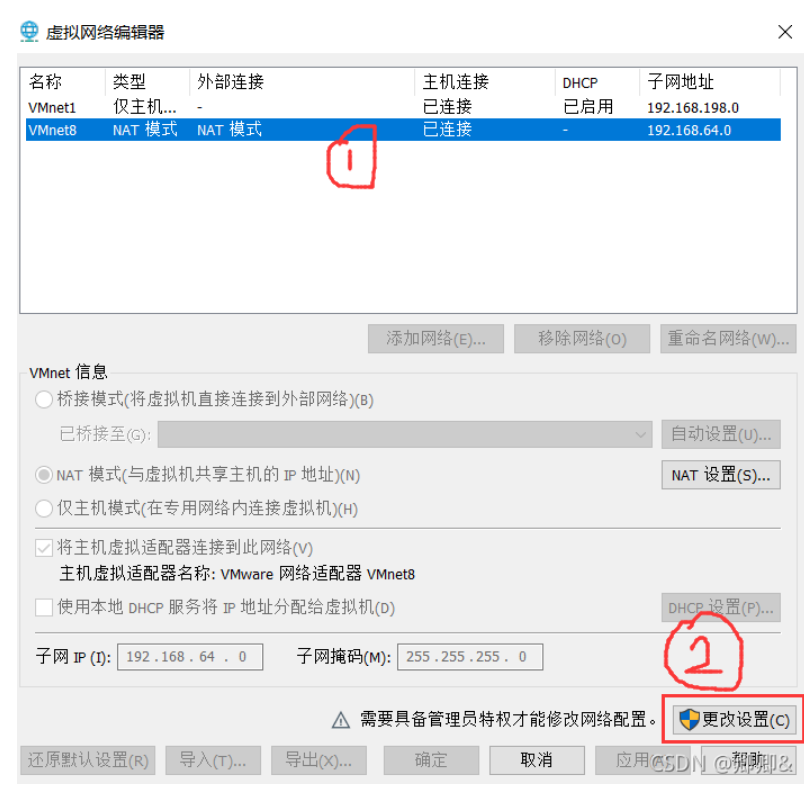 虚拟网络编辑器
名称 类型 外部连接 主机连接 DHCP 子网地址
VMnet1 仅主机... - 已连接 已启用 192.168.198.0
VMnet8 NAT 模式 NAT 模式 已连接 - 192.168.64.0
1
添加网络(E)... 移除网络(O) 重命名网络(W)...
VMnet 信息
桥接模式(将虚拟机直接连接到外部网络)(B)
已桥接至(G): 自动设置(U)...
NAT 模式(与虚拟机共享主机的 IP 地址)(N) NAT 设置(S)...
仅主机模式(在专用网络内连接虚拟机)(H)
将主机虚拟适配器连接到此网络(V)
主机虚拟适配器名称: VMware 网络适配器 VMnet8
使用本地 DHCP 服务将 IP 地址分配给虚拟机(D) DHCP 设置(P)...
子网 IP (I): 192.168.64.0 子网掩码(M): 255.255.255.0
2
需要具备管理员特权才能修改网络配置。 更改设置(C)
还原默认设置(R) 导入(T)... 导出(X)... 确定 取消 应用 帮助
CSDN @卿卿&